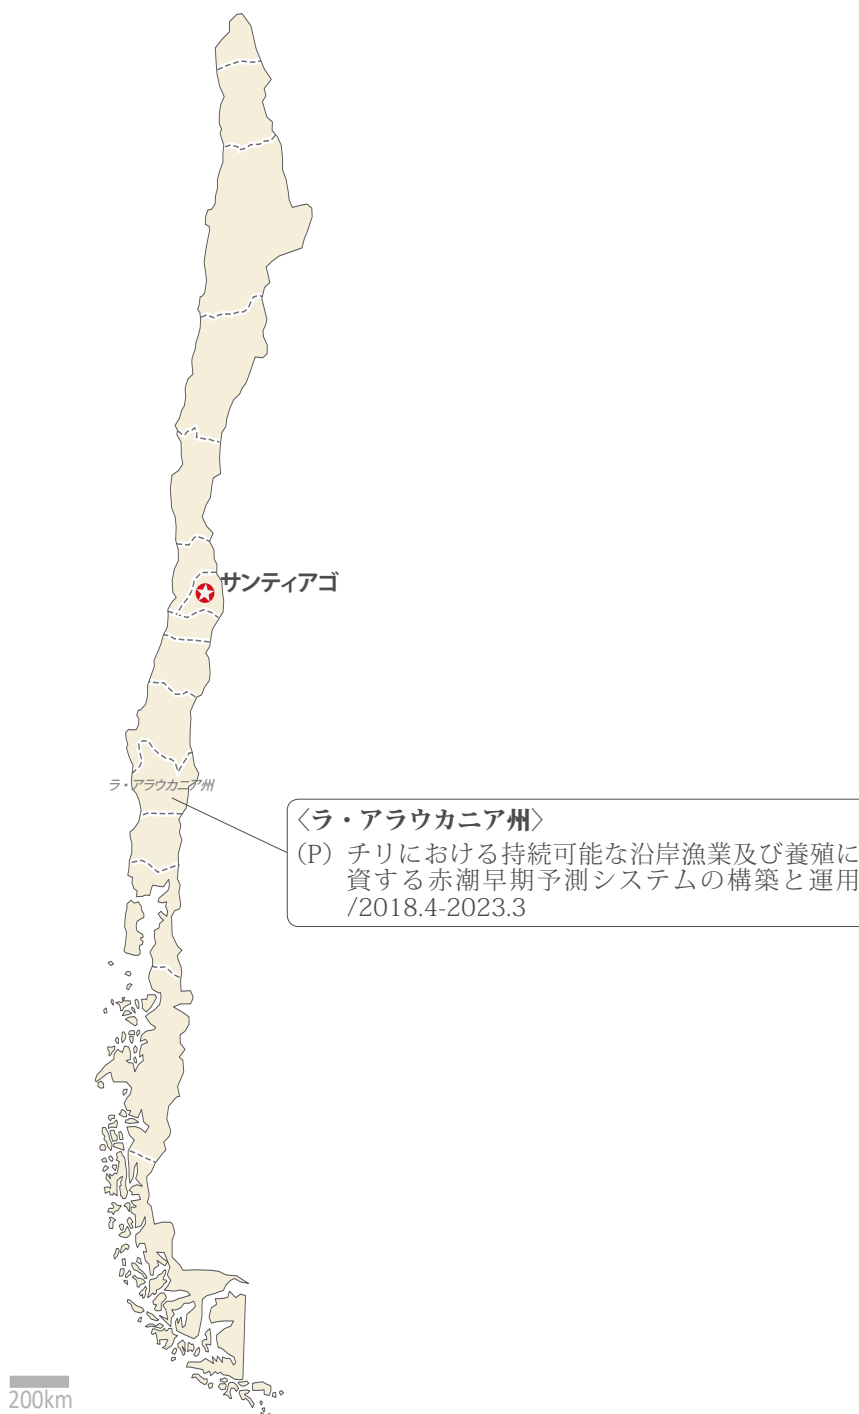 サンティアゴ
ラ・アラウカニア州
〈ラ・アラウカニア州〉
(P) チリにおける持続可能な沿岸漁業及び養殖に
資する赤潮早期予測システムの構築と運用
/2018.4-2023.3
200km